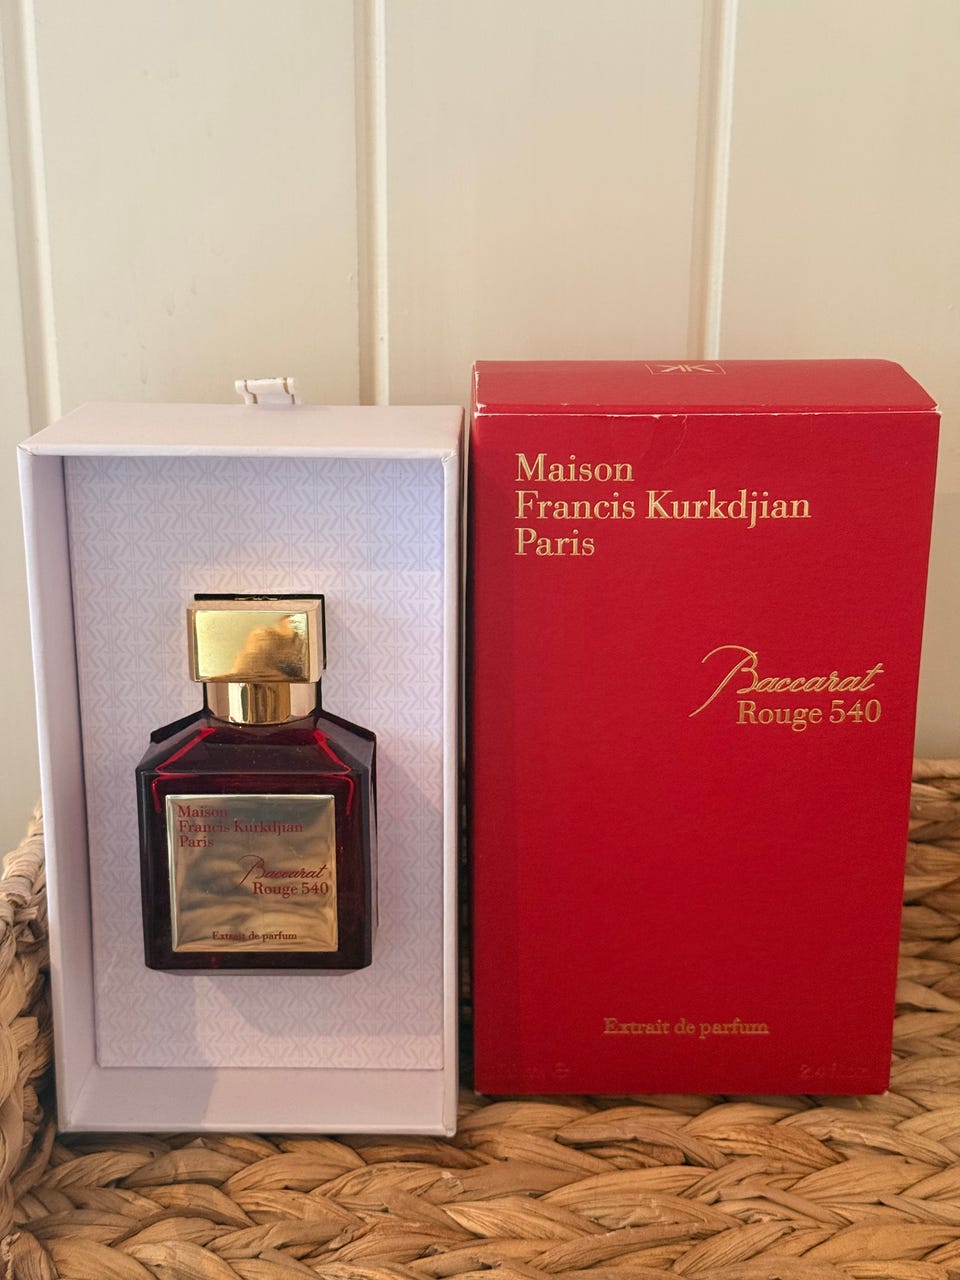 Maison
Francis Kurkdjian
Paris
Baccarat
Rouge 540
Extrait de parfum
Maison
Francis Kurkdjian
Paris
Baccarat
Rouge 540
Extrait de parfum